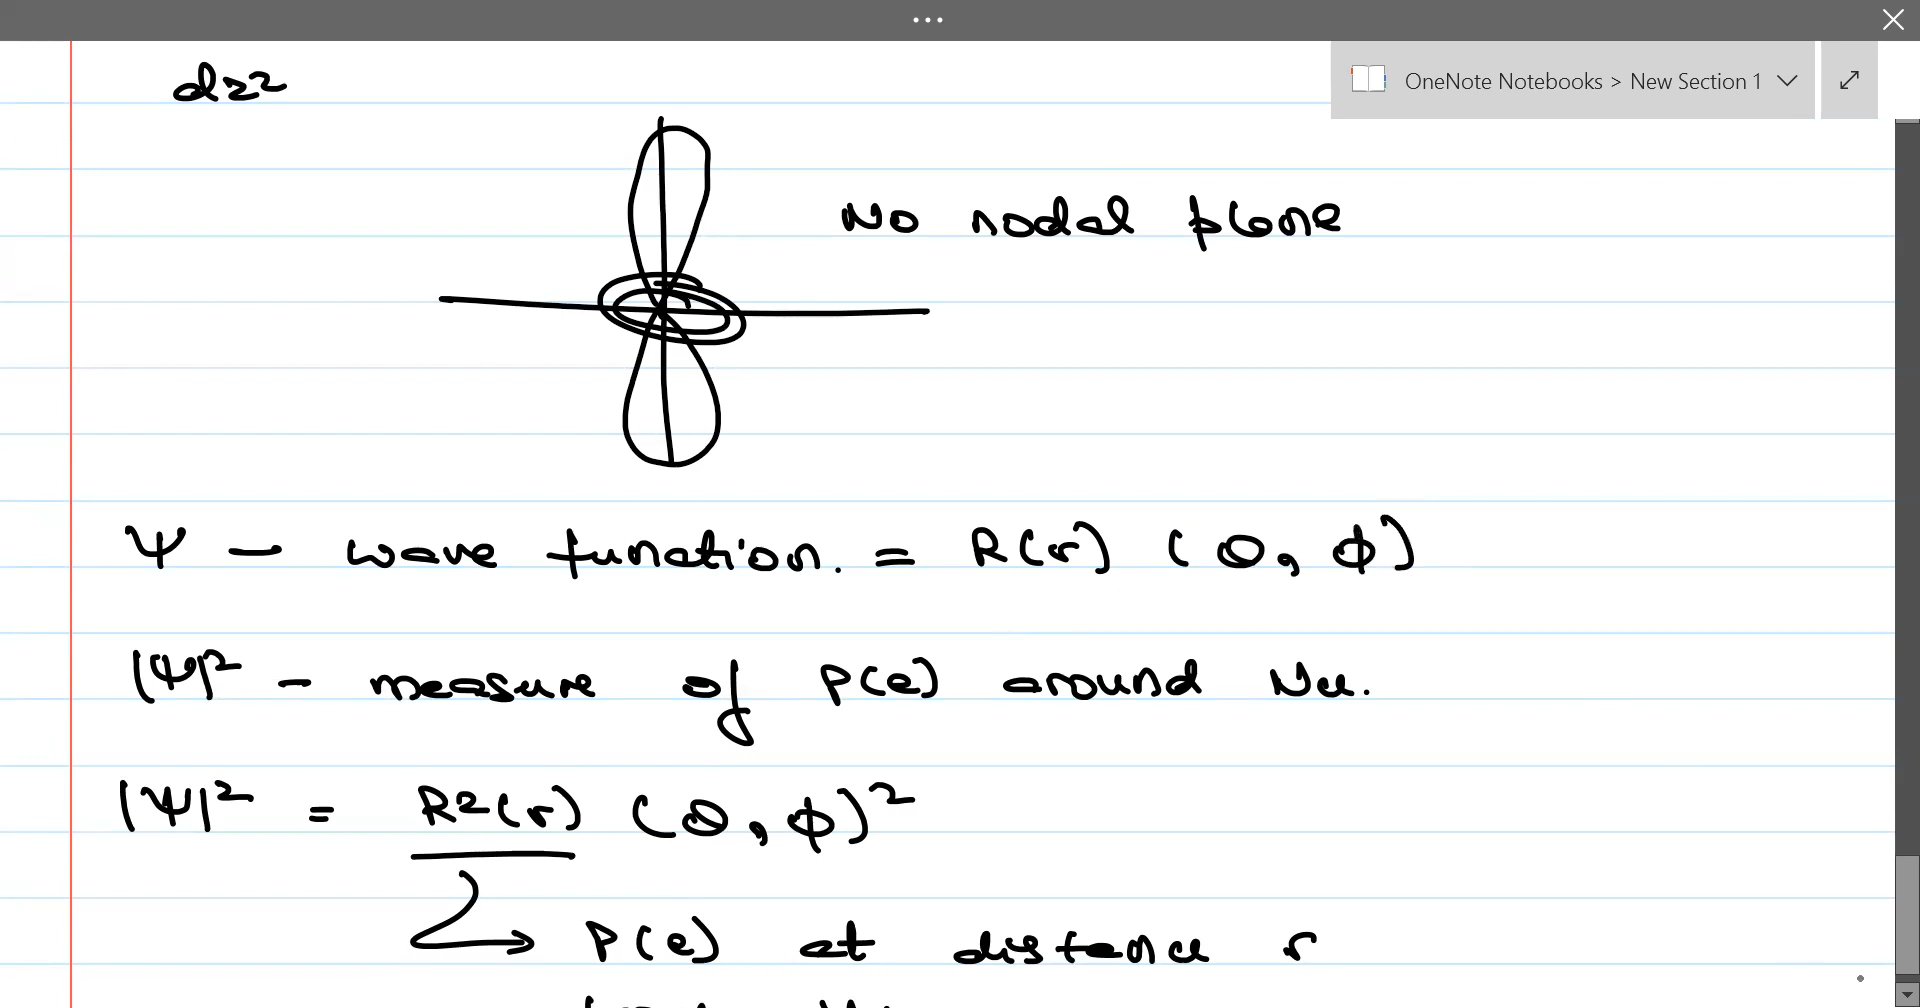 ...
OneNote Notebooks > New Section 1
dz2
No nodal plane
Ψ - wave function. = R(r) (θ, ϕ)
|Ψ|² - measure of P(e) around Nu.
|Ψ|² = R²(r) (θ, ϕ)²
P(e) at distance r